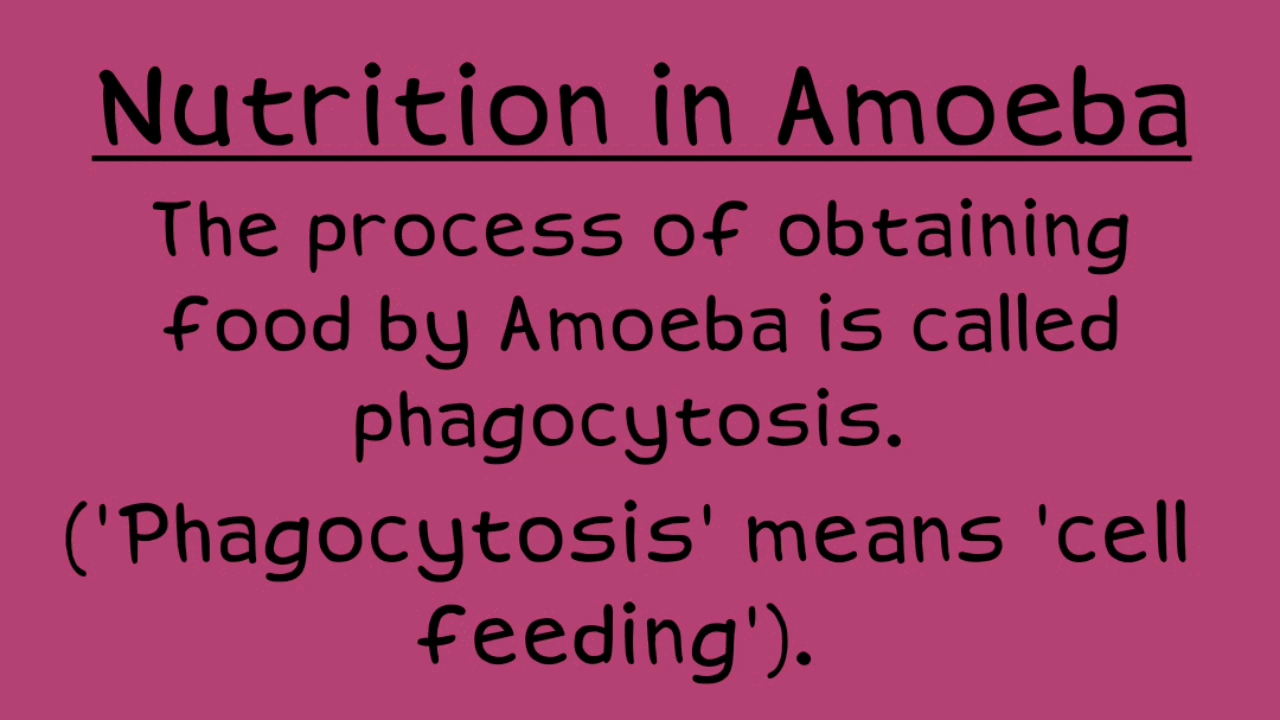 Nutrition in Amoeba
The process of obtaining
food by Amoeba is called
phagocytosis.
('Phagocytosis' means 'cell
feeding').